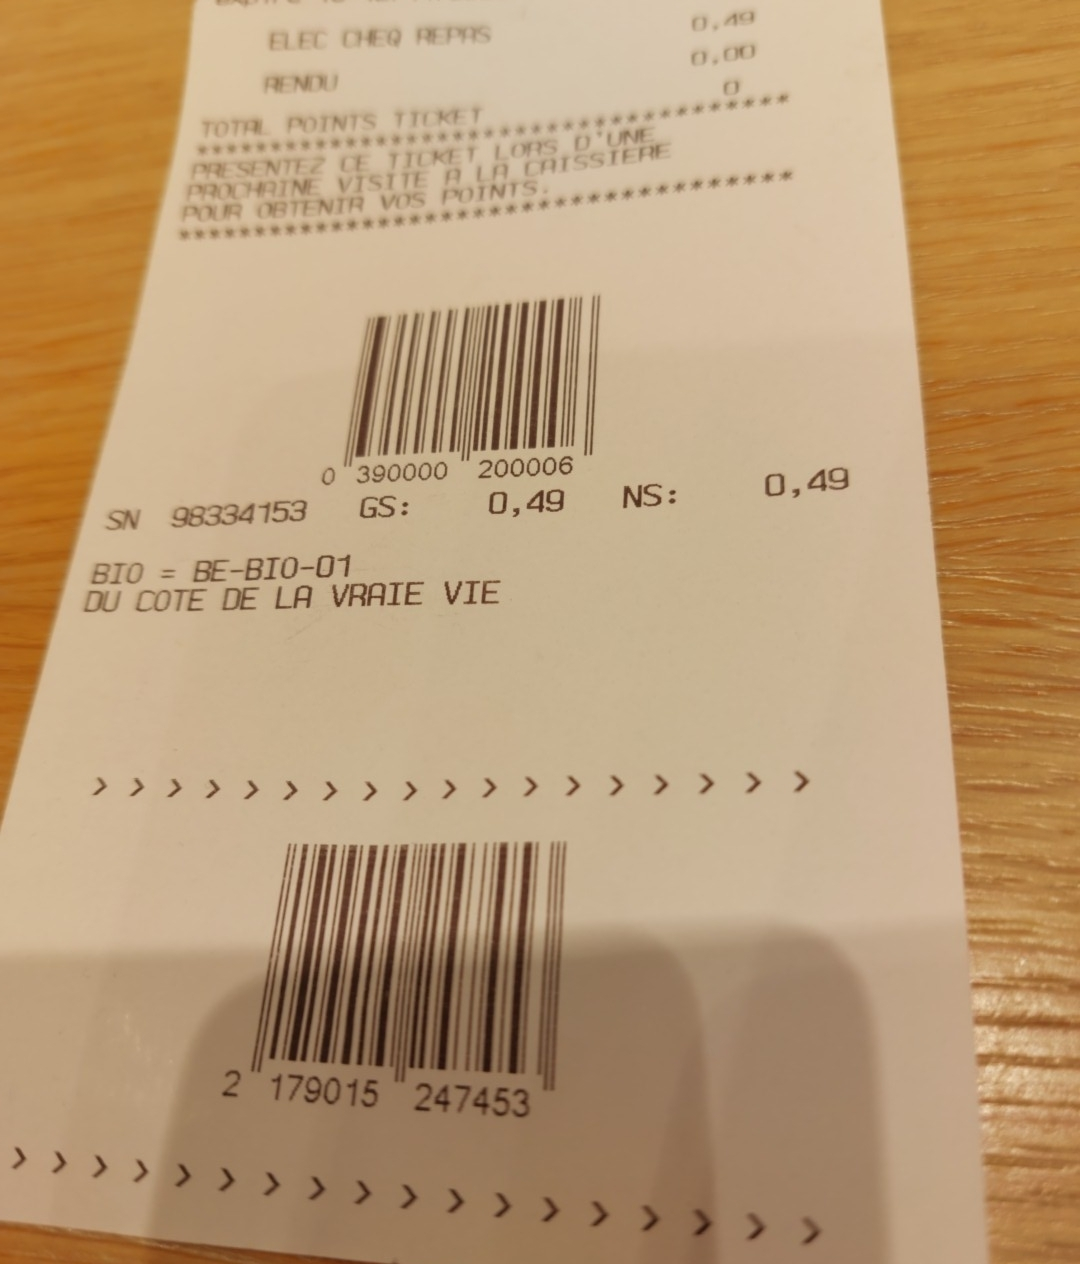 ELEC CHEQ REPAS 0,49
RENDU 0,00
TOTAL POINTS TICKET 0
****************************************
PRESENTEZ CE TICKET LORS D'UNE
PROCHAINE VISITE A LA CAISSIERE
POUR OBTENIR VOS POINTS.
****************************************
0 390000 200006
SN 98334153 GS: 0,49 NS: 0,49
BIO = BE-BIO-01
DU COTE DE LA VRAIE VIE
> > > > > > > > > > > > > > > > > >
2 179015 247453
> > > > > > > > > > > > > > > > > >